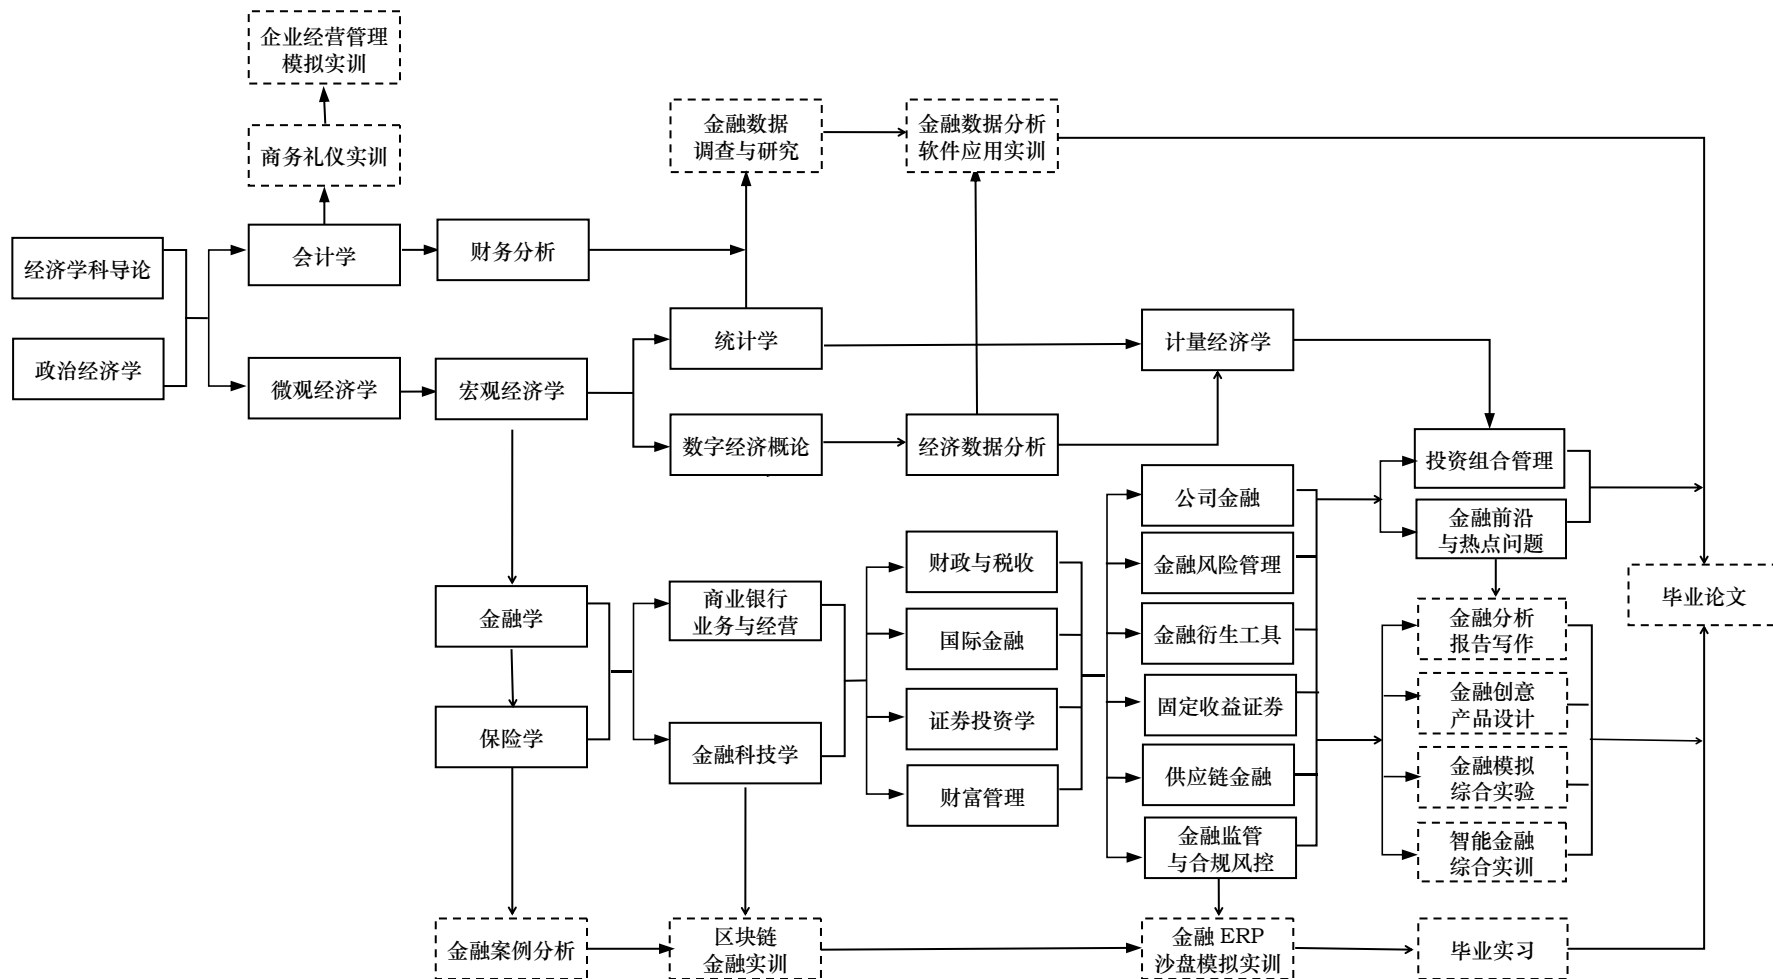 企业经营管理
模拟实训
商务礼仪实训
金融数据
调查与研究
金融数据分析
软件应用实训
经济学科导论
会计学
财务分析
政治经济学
微观经济学
宏观经济学
统计学
计量经济学
数字经济概论
经济数据分析
投资组合管理
金融前沿
与热点问题
公司金融
金融风险管理
金融衍生工具
固定收益证券
供应链金融
金融监管
与合规风控
财政与税收
国际金融
证券投资学
财富管理
金融学
保险学
商业银行
业务与经营
金融科技学
毕业论文
金融分析
报告写作
金融创意
产品设计
金融模拟
综合实验
智能金融
综合实训
金融案例分析
区块链
金融实训
金融 ERP
沙盘模拟实训
毕业实习